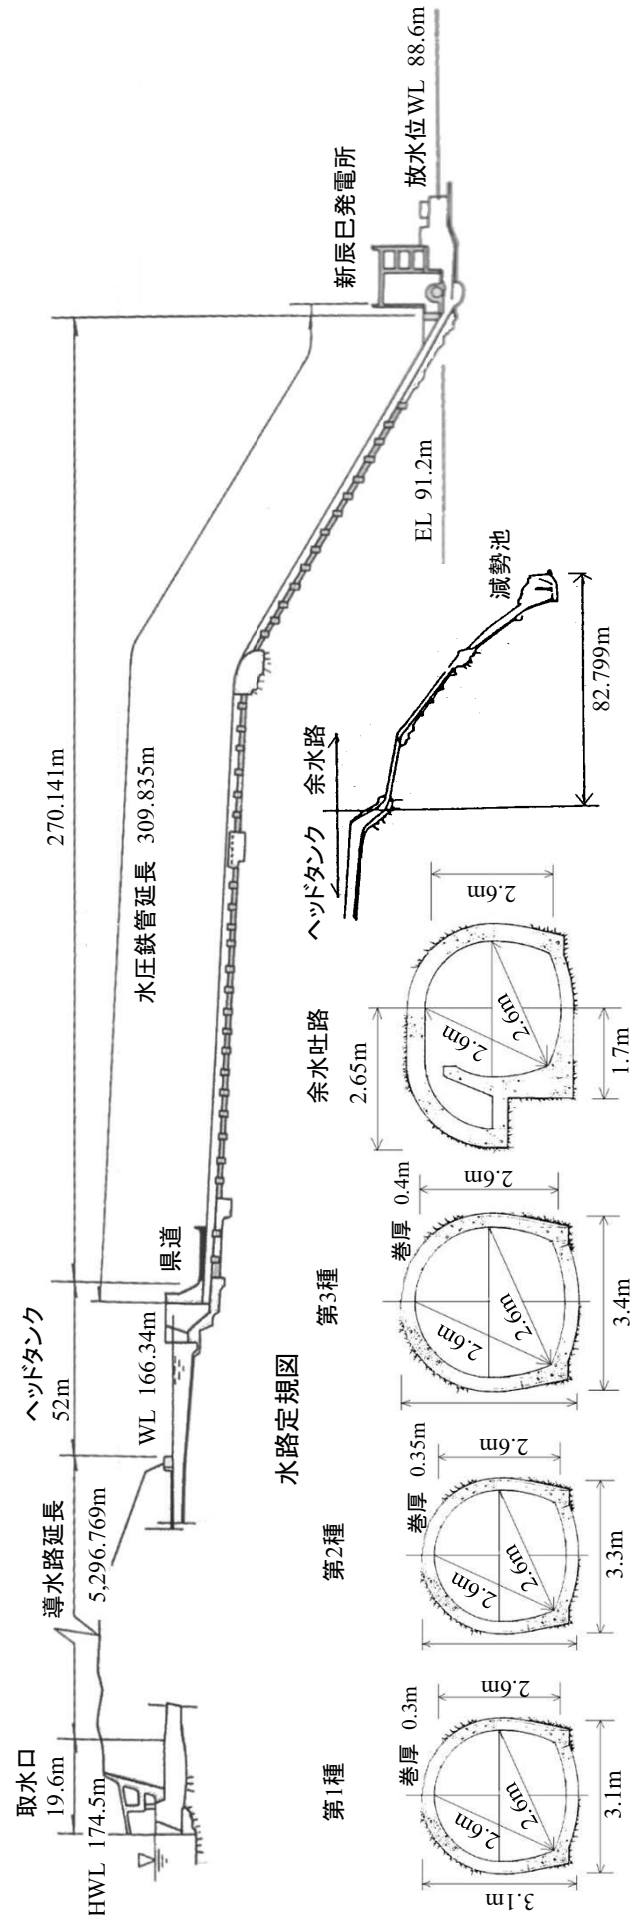 取水口
19.6m
HWL 174.5m
導水路延長
5,296.769m
ヘッドタンク
52m
WL 166.34m
県道
270.141m
水圧鉄管延長 309.835m
新辰巳発電所
放水位WL 88.6m
EL 91.2m
水路定規図
第1種
巻厚 0.3m
2.6m
2.6m
2.6m
3.1m
3.1m
第2種
巻厚 0.35m
2.6m
2.6m
2.6m
3.3m
第3種
巻厚 0.4m
2.6m
2.6m
2.6m
3.4m
余水吐路
2.65m
2.6m
2.6m
2.6m
1.7m
ヘッドタンク
余水路
減勢池
82.799m